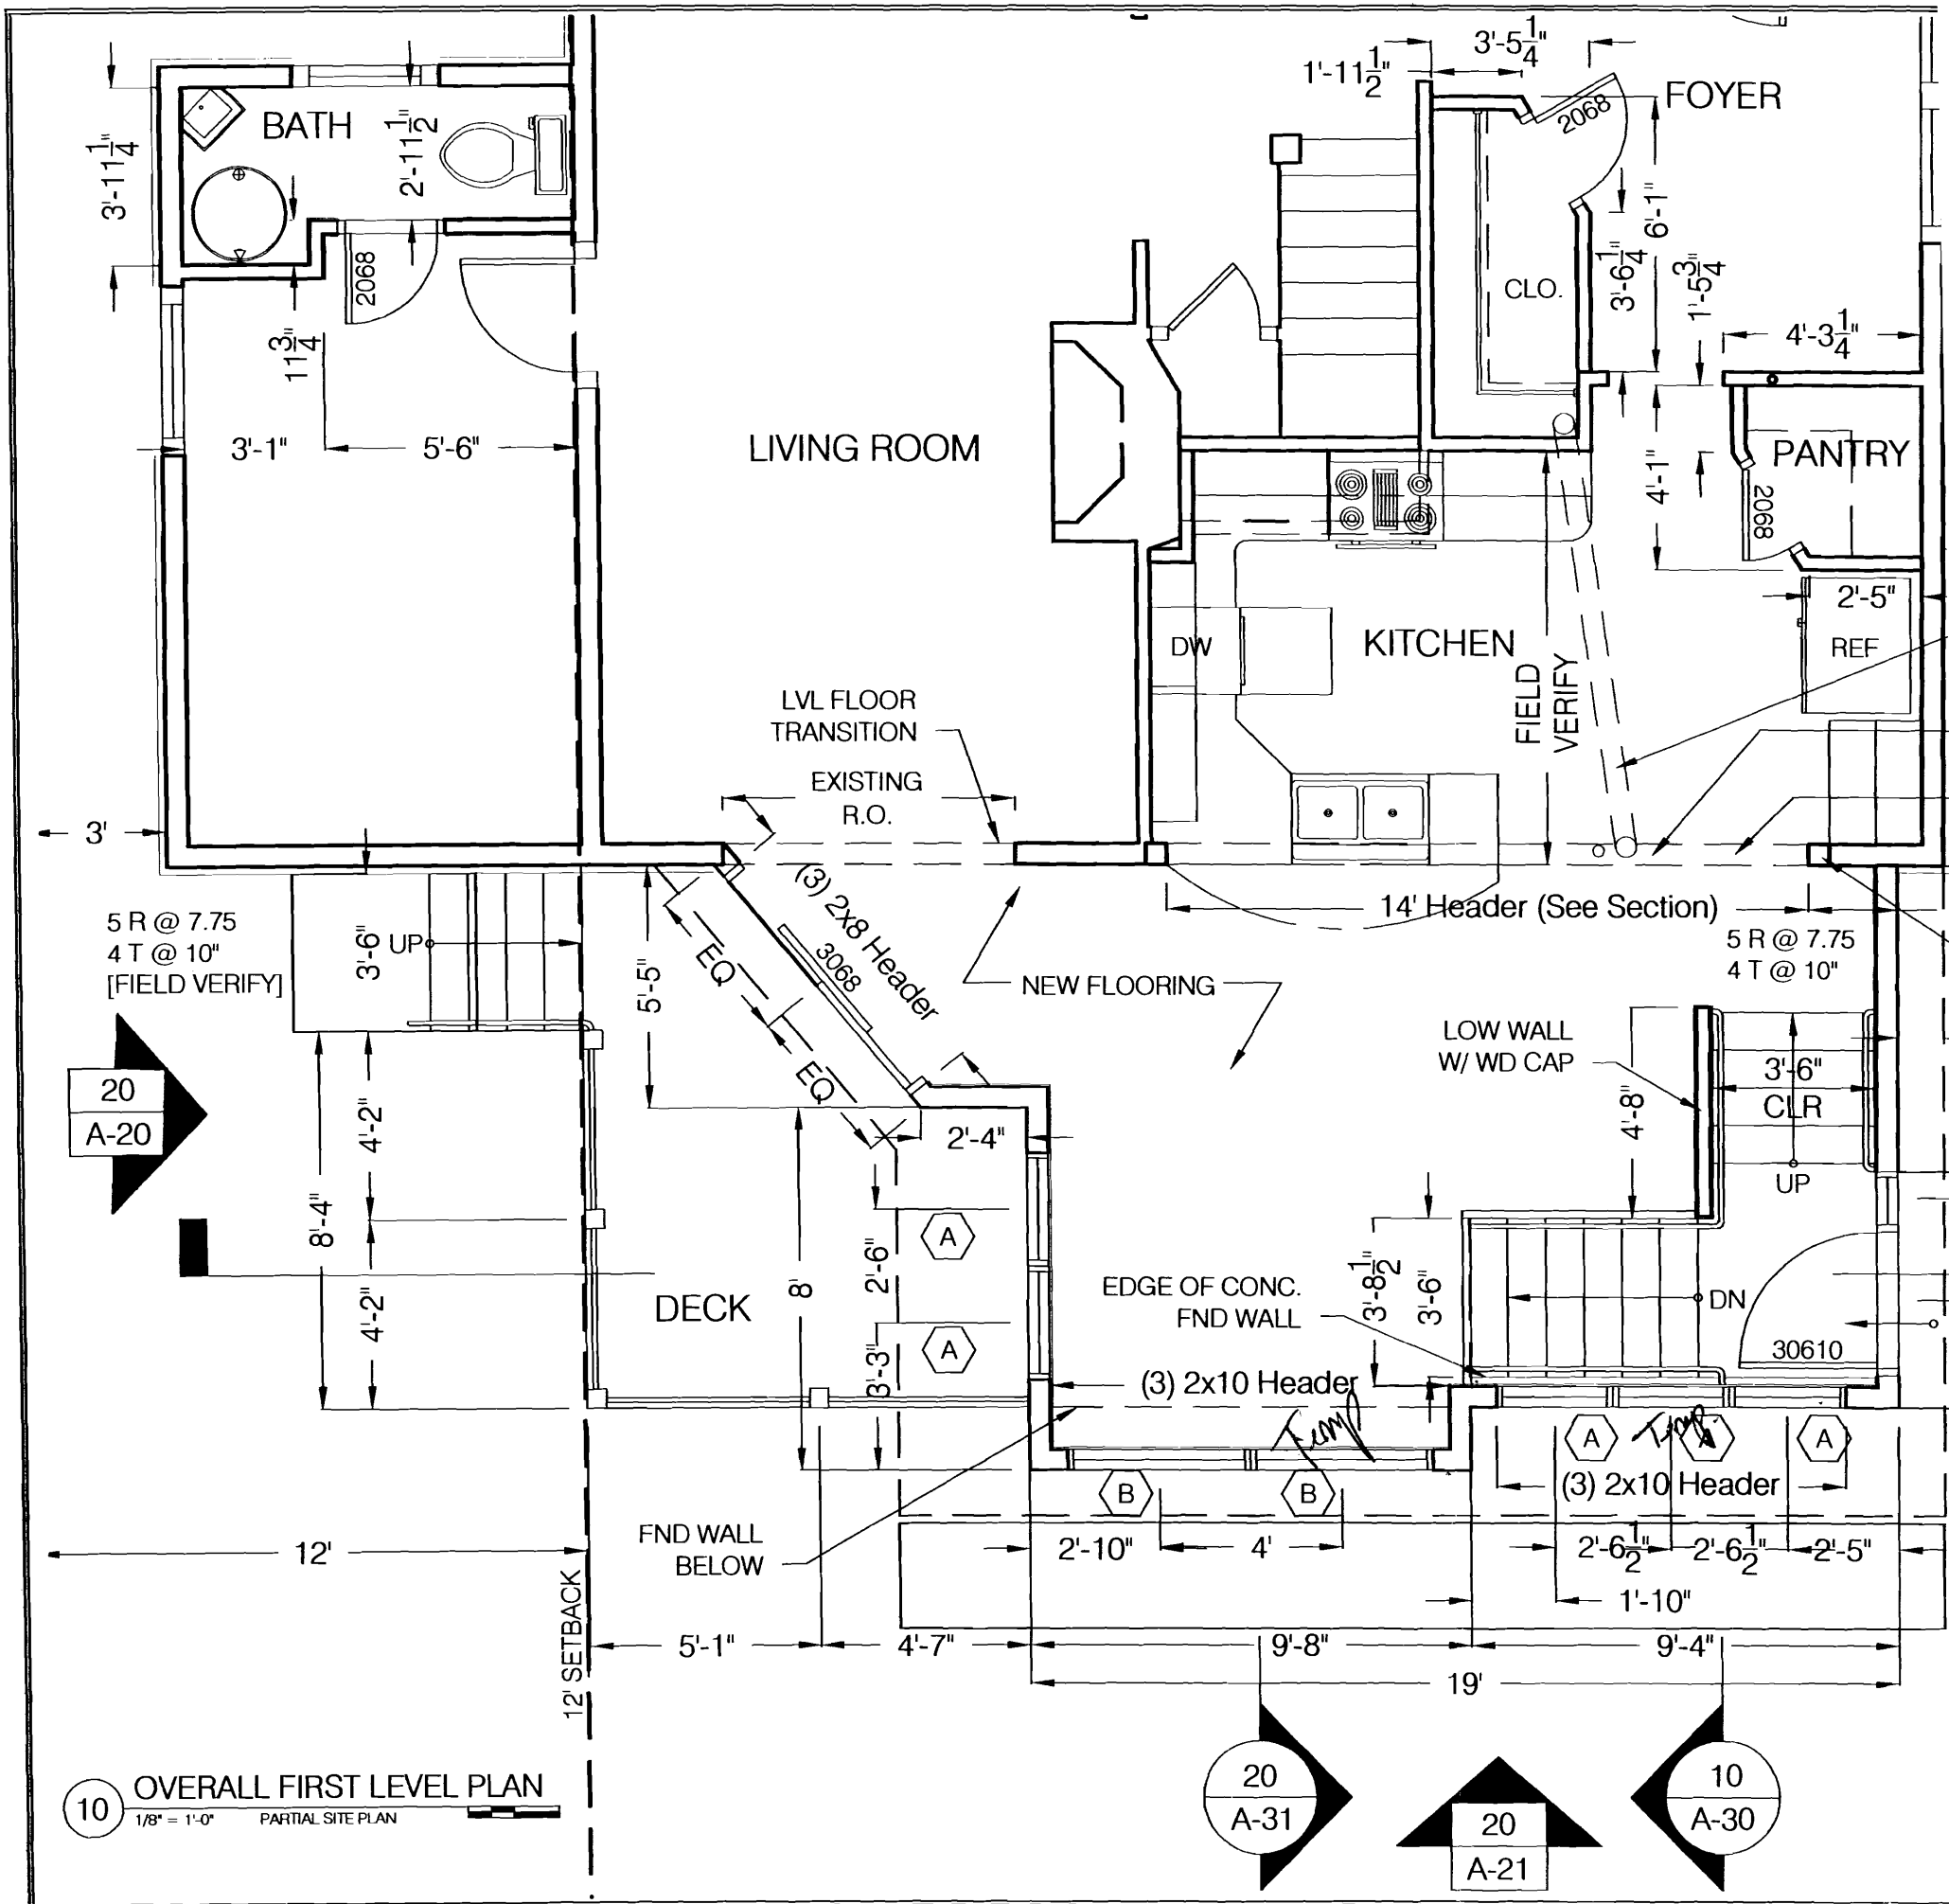 3'-5 1/4"
1'-11 1/2"
FOYER
2068
BATH
2'-11 1/2"
3'-11 1/4"
6'-1"
3'-6 1/4"
1'-5 3/4"
CLO.
2068
11 3/4"
4'-3 1/4"
3'-1"
5'-6"
LIVING ROOM
PANTRY
4'-1"
2068
2'-5"
REF
DW
KITCHEN
FIELD
VERIFY
LVL FLOOR
TRANSITION
EXISTING
R.O.
3'
(3) 2x8 Header
3068
14' Header (See Section)
5 R @ 7.75
4 T @ 10"
[FIELD VERIFY]
3'-6"
UP
5'-5"
EQ
EQ
NEW FLOORING
5 R @ 7.75
4 T @ 10"
LOW WALL
W/ WD CAP
3'-6"
CLR
4'-8"
UP
20
A-20
4'-2"
8'-4"
4'-2"
2'-4"
A
2'-6"
8'
DECK
A
3'-3"
3'-8 1/2"
3'-6"
EDGE OF CONC.
FND WALL
DN
30610
(3) 2x10 Header
Temp
A
Temp
A
A
(3) 2x10 Header
B
B
FND WALL
BELOW
12'
2'-10"
4'
2'-6 1/2"
2'-6 1/2"
2'-5"
1'-10"
12' SETBACK
5'-1"
4'-7"
9'-8"
9'-4"
19'
20
A-31
20
A-21
10
A-30
10
OVERALL FIRST LEVEL PLAN
1/8" = 1'-0"
PARTIAL SITE PLAN